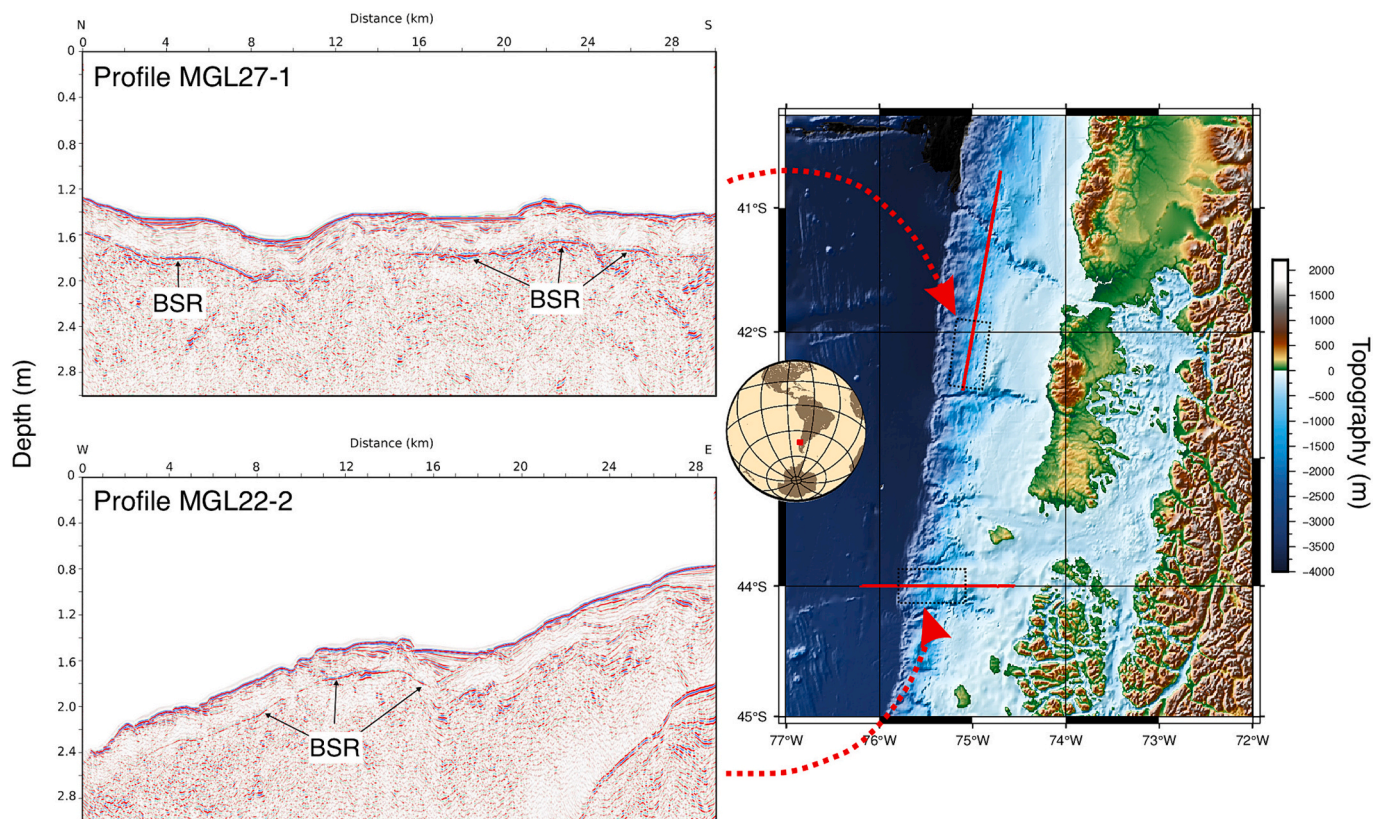 Distance (km)
N S
0 4 8 12 16 20 24 28
Profile MGL27-1
0
0.4
0.8
1.2
1.6
2.0
2.4
2.8
BSR BSR
Depth (m)
Distance (km)
W E
0 4 8 12 16 20 24 28
Profile MGL22-2
0
0.4
0.8
1.2
1.6
2.0
2.4
2.8
BSR
41°S
42°S
44°S
45°S
77°W 76°W 75°W 74°W 73°W 72°W
2000
1500
1000
500
0
-500
-1000
-1500
-2000
-2500
-3000
-3500
-4000
Topography (m)